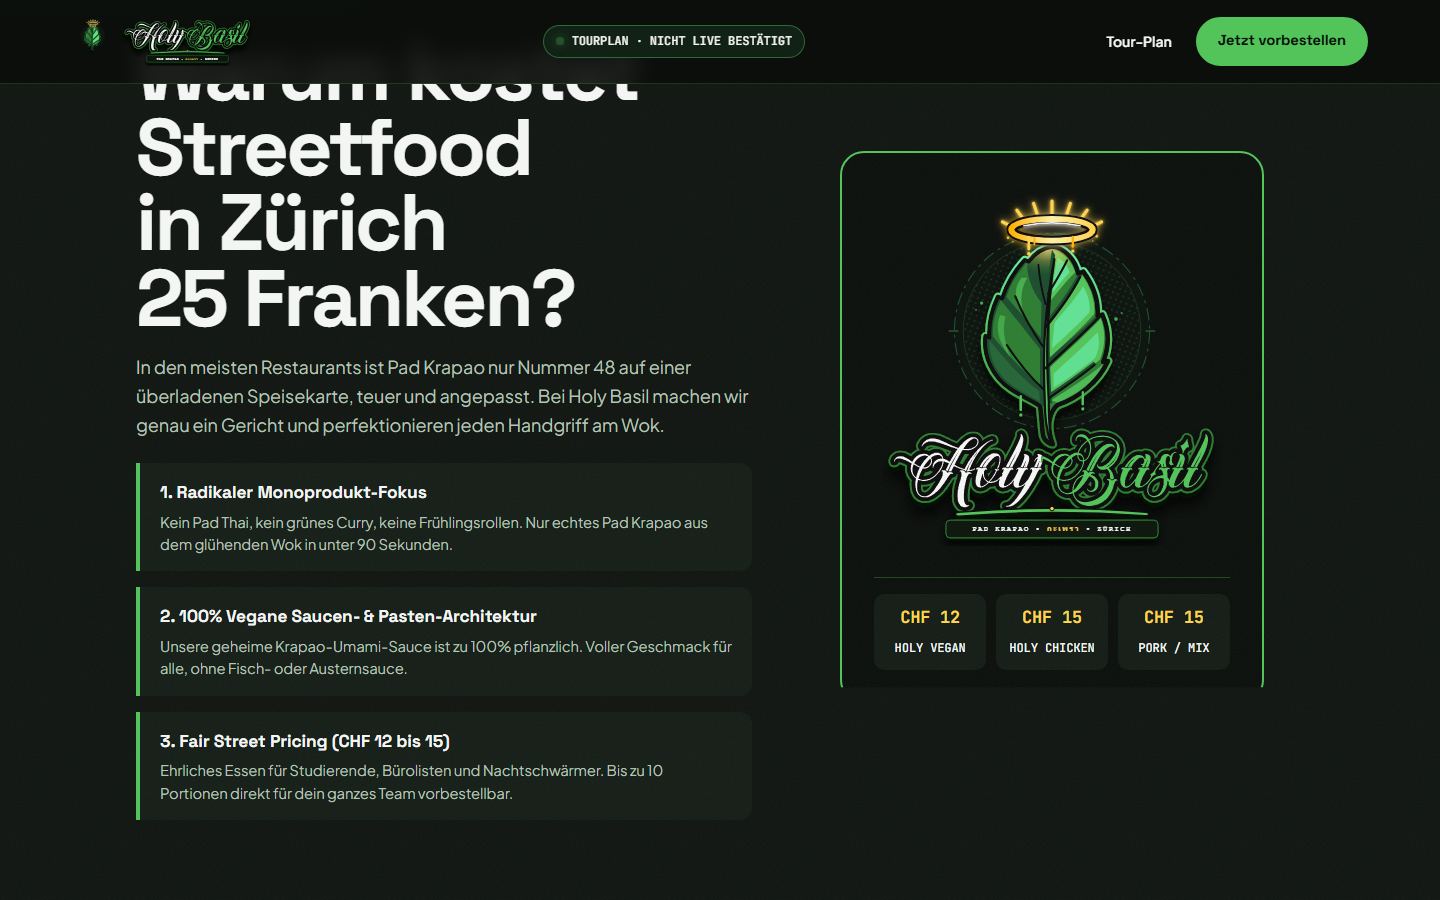 Holy Basil
TOURPLAN · NICHT LIVE BESTÄTIGT
Tour-Plan
Jetzt vorbestellen
Warum kostet
Streetfood
in Zürich
25 Franken?
In den meisten Restaurants ist Pad Krapao nur Nummer 48 auf einer
überladenen Speisekarte, teuer und angepasst. Bei Holy Basil machen wir
genau ein Gericht und perfektionieren jeden Handgriff am Wok.
1. Radikaler Monoprodukt-Fokus
Kein Pad Thai, kein grünes Curry, keine Frühlingsrollen. Nur echtes Pad Krapao aus
dem glühenden Wok in unter 90 Sekunden.
2. 100% Vegane Saucen- & Pasten-Architektur
Unsere geheime Krapao-Umami-Sauce ist zu 100% pflanzlich. Voller Geschmack für
alle, ohne Fisch- oder Austernsauce.
3. Fair Street Pricing (CHF 12 bis 15)
Ehrliches Essen für Studierende, Bürolisten und Nachtschwärmer. Bis zu 10
Portionen direkt für dein ganzes Team vorbestellbar.
Holy Basil
PAD KRAPAO • • ZÜRICH
CHF 12
HOLY VEGAN
CHF 15
HOLY CHICKEN
CHF 15
PORK / MIX